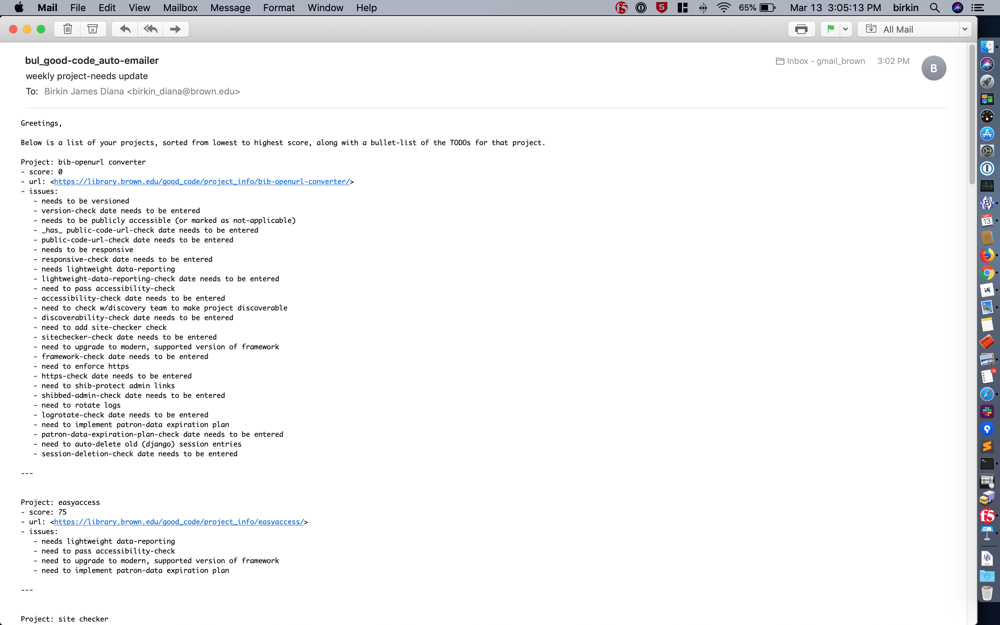 Mail File Edit View Mailbox Message Format Window Help 65% Mar 13 3:05:13 PM birkin
All Mail
bul_good-code_auto-emailer
Inbox - gmail_brown 3:02 PM
B
weekly project-needs update
To: Birkin James Diana <birkin_diana@brown.edu>
Greetings,
Below is a list of your projects, sorted from lowest to highest score, along with a bullet-list of the TODOs for that project.
Project: bib-openurl converter
- score: 0
- url: <https://library.brown.edu/good_code/project_info/bib-openurl-converter/>
- issues:
- needs to be versioned
- version-check date needs to be entered
- needs to be publicly accessible (or marked as not-applicable)
- _has_ public-code-url-check date needs to be entered
- public-code-url-check date needs to be entered
- needs to be responsive
- responsive-check date needs to be entered
- needs lightweight data-reporting
- lightweight-data-reporting-check date needs to be entered
- need to pass accessibility-check
- accessibility-check date needs to be entered
- need to check w/discovery team to make project discoverable
- discoverability-check date needs to be entered
- need to add site-checker check
- sitechecker-check date needs to be entered
- need to upgrade to modern, supported version of framework
- framework-check date needs to be entered
- need to enforce https
- https-check date needs to be entered
- need to shib-protect admin links
- shibbed-admin-check date needs to be entered
- need to rotate logs
- logrotate-check date needs to be entered
- need to implement patron-data expiration plan
- patron-data-expiration-plan-check date needs to be entered
- need to auto-delete old (django) session entries
- session-deletion-check date needs to be entered
---
Project: easyaccess
- score: 75
- url: <https://library.brown.edu/good_code/project_info/easyaccess/>
- issues:
- needs lightweight data-reporting
- need to pass accessibility-check
- need to upgrade to modern, supported version of framework
- need to implement patron-data expiration plan
---
Project: site checker
B
MAR
13
iA
14
f5
TEXT